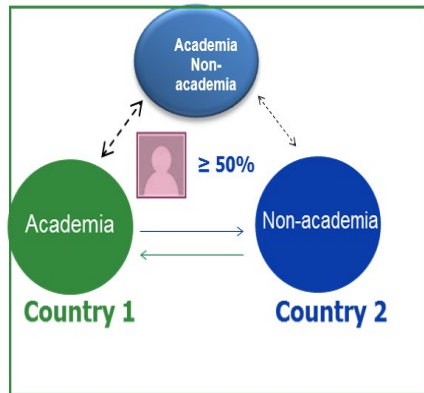 Academia
Non-
academia
≥ 50%
Academia
Non-academia
Country 1
Country 2